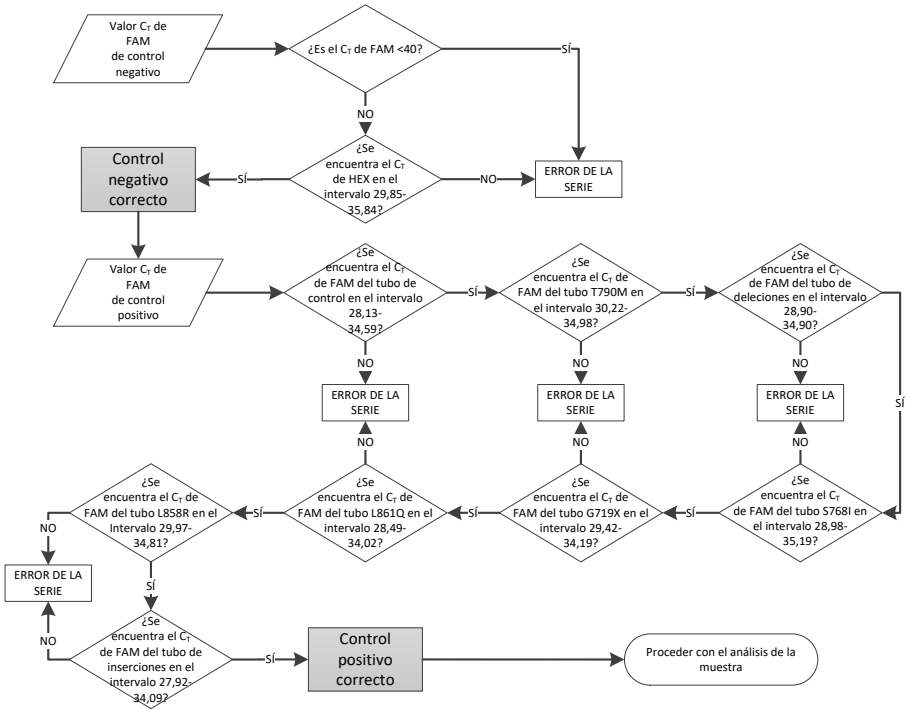 Valor CT de
FAM
de control
negativo
¿Es el CT de FAM <40?
SÍ
NO
¿Se
encuentra el CT
de HEX en el
intervalo 29,85-
35,84?
SÍ
NO
ERROR DE LA
SERIE
Control
negativo
correcto
Valor CT de
FAM
de control
positivo
¿Se
encuentra el CT
de FAM del tubo de
control en el intervalo
28,13-
34,59?
SÍ
¿Se
encuentra el CT de
FAM del tubo T790M en
el intervalo 30,22-
34,98?
SÍ
¿Se
encuentra el CT
de FAM del tubo de
deleciones en el intervalo
28,90-
34,90?
SÍ
NO
NO
NO
ERROR DE LA
SERIE
ERROR DE LA
SERIE
ERROR DE LA
SERIE
NO
NO
NO
¿Se
encuentra el CT
de FAM del tubo S768I en
el intervalo 28,98-
35,19?
SÍ
¿Se
encuentra el CT de
FAM del tubo G719X en
el intervalo 29,42-
34,19?
SÍ
¿Se
encuentra el CT de
FAM del tubo L861Q en el
intervalo 28,49-
34,02?
SÍ
¿Se
encuentra el CT de
FAM del tubo L858R en el
Intervalo 29,97-
34,81?
NO
ERROR DE LA
SERIE
SÍ
NO
¿Se
encuentra el CT
de FAM del tubo de
inserciones en el
intervalo 27,92-
34,09?
SÍ
Control
positivo
correcto
Proceder con el análisis de la
muestra